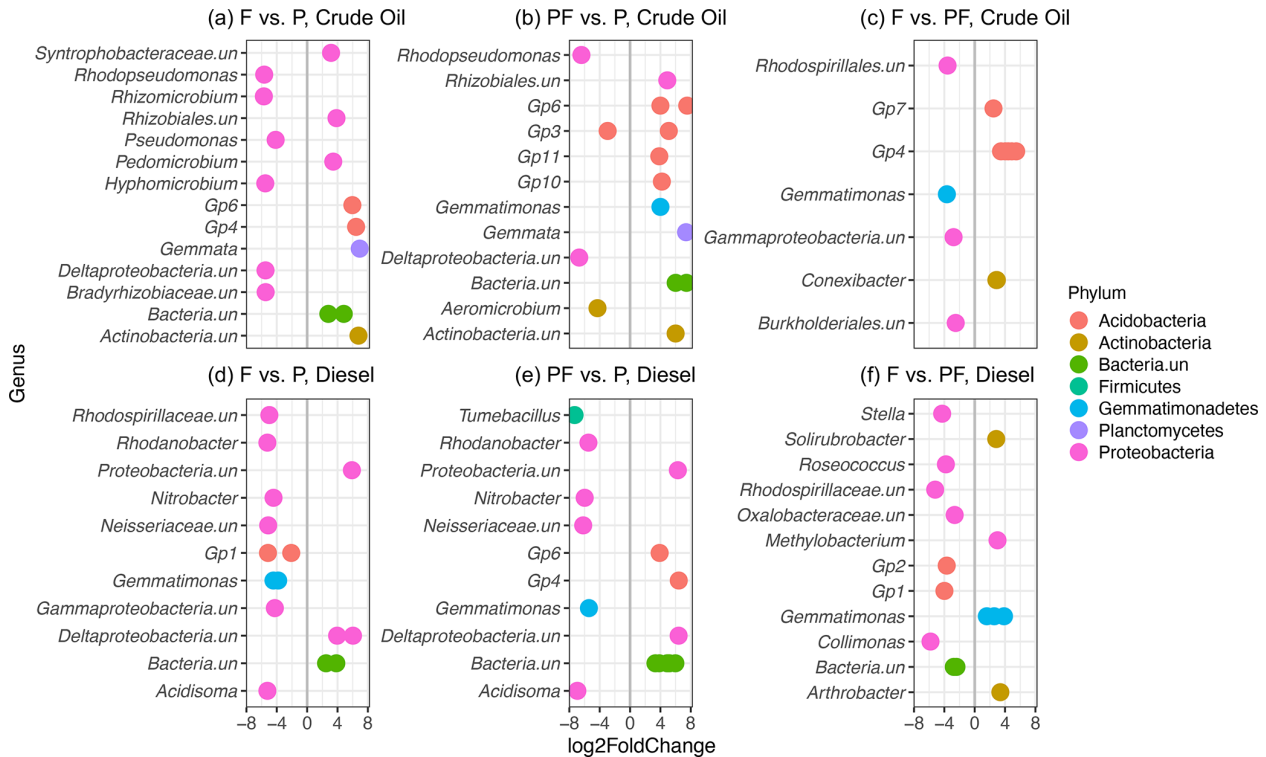 (a) F vs. P, Crude Oil
Syntrophobacteraceae.un
Rhodopseudomonas
Rhizomicrobium
Rhizobiales.un
Pseudomonas
Pedomicrobium
Hyphomicrobium
Gp6
Gp4
Gemmata
Deltaproteobacteria.un
Bradyrhizobiaceae.un
Bacteria.un
Actinobacteria.un
(b) PF vs. P, Crude Oil
Rhodopseudomonas
Rhizobiales.un
Gp6
Gp3
Gp11
Gp10
Gemmatimonas
Gemmata
Deltaproteobacteria.un
Bacteria.un
Aeromicrobium
Actinobacteria.un
(c) F vs. PF, Crude Oil
Rhodospirillales.un
Gp7
Gp4
Gemmatimonas
Gammaproteobacteria.un
Conexibacter
Burkholderiales.un
Genus
(d) F vs. P, Diesel
Rhodospirillaceae.un
Rhodanobacter
Proteobacteria.un
Nitrobacter
Neisseriaceae.un
Gp1
Gemmatimonas
Gammaproteobacteria.un
Deltaproteobacteria.un
Bacteria.un
Acidisoma
−8 −4 0 4 8
(e) PF vs. P, Diesel
Tumebacillus
Rhodanobacter
Proteobacteria.un
Nitrobacter
Neisseriaceae.un
Gp6
Gp4
Gemmatimonas
Deltaproteobacteria.un
Bacteria.un
Acidisoma
−8 −4 0 4 8
(f) F vs. PF, Diesel
Stella
Solirubrobacter
Roseococcus
Rhodospirillaceae.un
Oxalobacteraceae.un
Methylobacterium
Gp2
Gp1
Gemmatimonas
Collimonas
Bacteria.un
Arthrobacter
−8 −4 0 4 8
log2FoldChange
Phylum
Acidobacteria
Actinobacteria
Bacteria.un
Firmicutes
Gemmatimonadetes
Planctomycetes
Proteobacteria